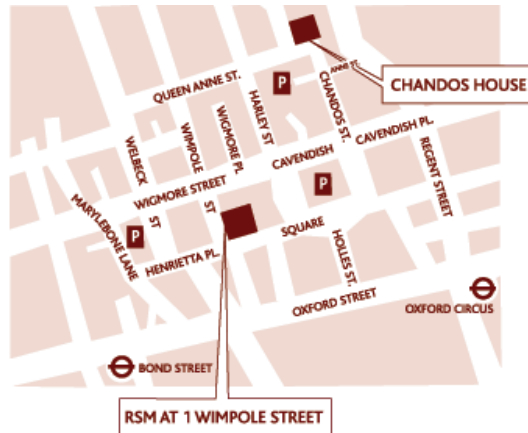 QUEEN ANNE ST.
ANNE ST.
CHANDOS HOUSE
P
HARLEY ST
CHANDOS ST.
WIGMORE PL.
WIMPOLE
ST
WELBECK
ST
CAVENDISH
CAVENDISH PL.
REGENT STREET
WIGMORE STREET
P
MARYLEBONE LANE
P
SQUARE
HOLLES ST.
HENRIETTA PL.
OXFORD STREET
OXFORD CIRCUS
BOND STREET
RSM AT 1 WIMPOLE STREET